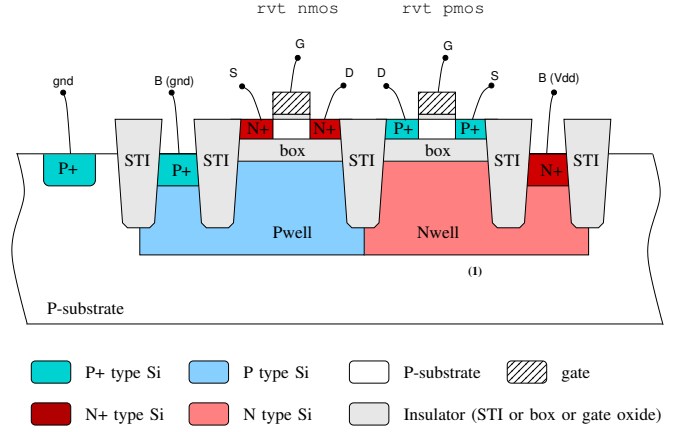 rvt nmos rvt pmos
G G
gnd B (gnd) S D D S B (Vdd)
P+ STI P+ STI N+ N+ STI P+ P+ STI N+ STI
box box
Pwell Nwell
(1)
P-substrate
P+ type Si P type Si P-substrate gate
N+ type Si N type Si Insulator (STI or box or gate oxide)